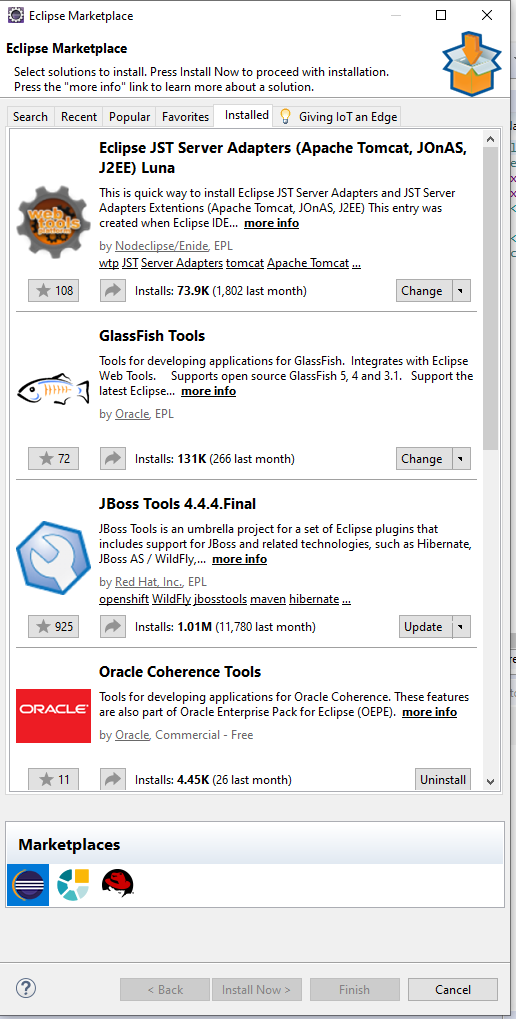 Eclipse Marketplace
Eclipse Marketplace
Select solutions to install. Press Install Now to proceed with installation.
Press the "more info" link to learn more about a solution.
Search Recent Popular Favorites Installed Giving IoT an Edge
Eclipse JST Server Adapters (Apache Tomcat, JOnAS,
J2EE) Luna
This is quick way to install Eclipse JST Server Adapters and JST Server
Adapters Extentions (Apache Tomcat, JOnAS, J2EE) This entry was
created when Eclipse IDE... more info
by Nodeclipse/Enide, EPL
wtp JST Server Adapters tomcat Apache Tomcat ...
108 Installs: 73.9K (1,802 last month) Change
GlassFish Tools
Tools for developing applications for GlassFish. Integrates with Eclipse
Web Tools. Supports open source GlassFish 5, 4 and 3.1. Support the
latest Eclipse... more info
by Oracle, EPL
72 Installs: 131K (266 last month) Change
JBoss Tools 4.4.4.Final
JBoss Tools is an umbrella project for a set of Eclipse plugins that
includes support for JBoss and related technologies, such as Hibernate,
JBoss AS / WildFly,... more info
by Red Hat, Inc., EPL
openshift WildFly jbosstools maven hibernate ...
925 Installs: 1.01M (11,780 last month) Update
Oracle Coherence Tools
ORACLE
Tools for developing applications for Oracle Coherence. These features
are also part of Oracle Enterprise Pack for Eclipse (OEPE). more info
by Oracle, Commercial - Free
11 Installs: 4.45K (26 last month) Uninstall
Marketplaces
? < Back Install Now > Finish Cancel